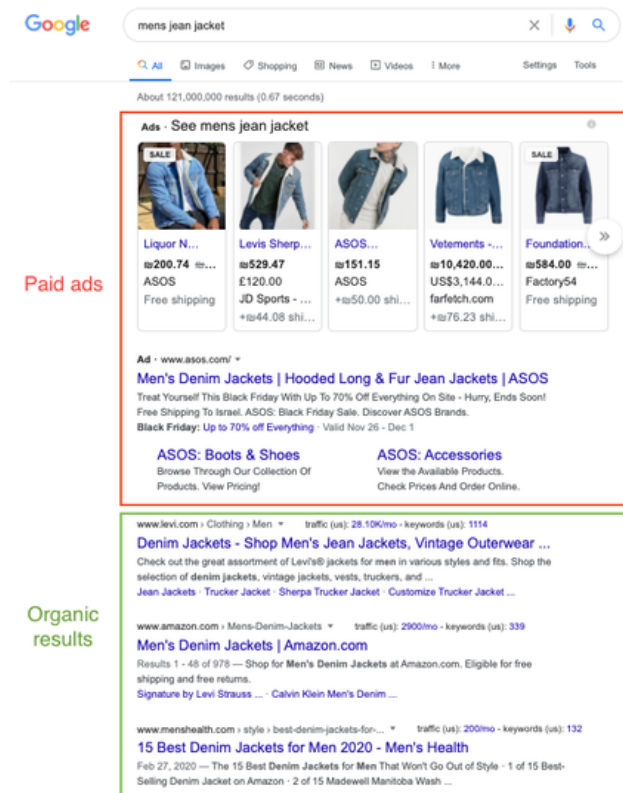 Google
mens jean jacket
All Images Shopping News Videos More Settings Tools
About 121,000,000 results (0.67 seconds)
Ads · See mens jean jacket
SALE
SALE
Liquor N...
₪200.74
ASOS
Free shipping
Levis Sherp...
₪529.47
£120.00
JD Sports - ...
+₪44.08 shi...
ASOS...
₪151.15
ASOS
+₪50.00 shi...
Vetements -...
₪10,420.00...
US$3,144.0...
farfetch.com
+₪76.23 shi...
Foundation...
₪584.00
Factory54
Free shipping
Paid ads
Ad · www.asos.com/
Men's Denim Jackets | Hooded Long & Fur Jean Jackets | ASOS
Treat Yourself This Black Friday With Up To 70% Off Everything On Site - Hurry, Ends Soon!
Free Shipping To Israel. ASOS: Black Friday Sale. Discover ASOS Brands.
Black Friday: Up to 70% off Everything · Valid Nov 26 - Dec 1
ASOS: Boots & Shoes
Browse Through Our Collection Of
Products. View Pricing!
ASOS: Accessories
View the Available Products.
Check Prices And Order Online.
Organic
results
www.levi.com › Clothing › Men traffic (us): 28.10K/mo - keywords (us): 1114
Denim Jackets - Shop Men's Jean Jackets, Vintage Outerwear ...
Check out the great assortment of Levi's® jackets for men in various styles and fits. Shop the
selection of denim jackets, vintage jackets, vests, truckers, and ...
Jean Jackets · Trucker Jacket · Sherpa Trucker Jacket · Customize Trucker Jacket ...
www.amazon.com › Mens-Denim-Jackets traffic (us): 2900/mo - keywords (us): 339
Men's Denim Jackets | Amazon.com
Results 1 - 48 of 978 — Shop for Men's Denim Jackets at Amazon.com. Eligible for free
shipping and free returns.
Signature by Levi Strauss ... · Calvin Klein Men's Denim ...
www.menshealth.com › style › best-denim-jackets-for-... traffic (us): 200/mo - keywords (us): 132
15 Best Denim Jackets for Men 2020 - Men's Health
Feb 27, 2020 — The 15 Best Denim Jackets for Men That Won't Go Out of Style · 1 of 15 Best-
Selling Denim Jacket on Amazon · 2 of 15 Madewell Manitoba Wash ...